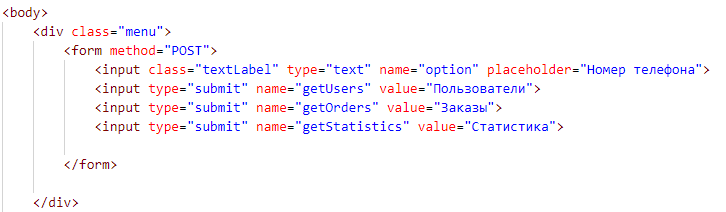 <body>
<div class="menu">
<form method="POST">
<input class="textLabel" type="text" name="option" placeholder="Номер телефона">
<input type="submit" name="getUsers" value="Пользователи">
<input type="submit" name="getOrders" value="Заказы">
<input type="submit" name="getStatistics" value="Статистика">
</form>
</div>